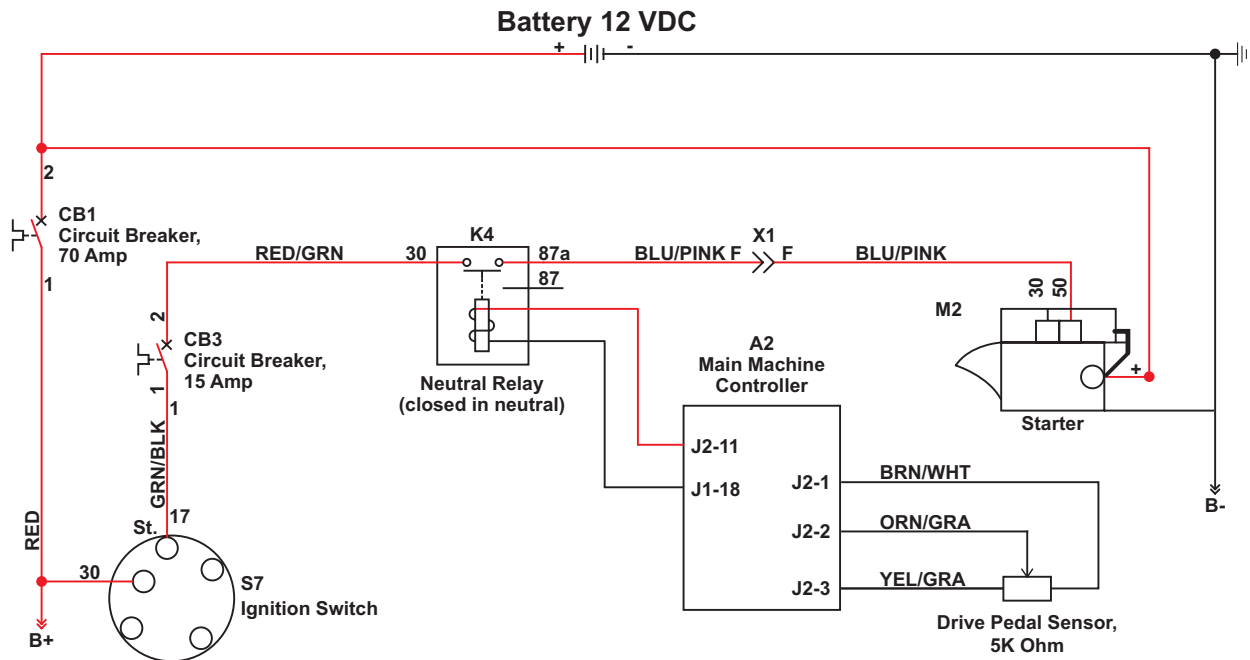 Battery 12 VDC
+
-
2
CB1
Circuit Breaker,
70 Amp
1
RED/GRN
30
K4
87a
87
BLU/PINK F
X1
F
BLU/PINK
30
50
M2
+
Starter
2
CB3
Circuit Breaker,
15 Amp
1
1
Neutral Relay
(closed in neutral)
A2
Main Machine
Controller
J2-11
J1-18
J2-1
BRN/WHT
J2-2
ORN/GRA
J2-3
YEL/GRA
Drive Pedal Sensor,
5K Ohm
B-
GRN/BLK
RED
St.
17
30
S7
Ignition Switch
B+